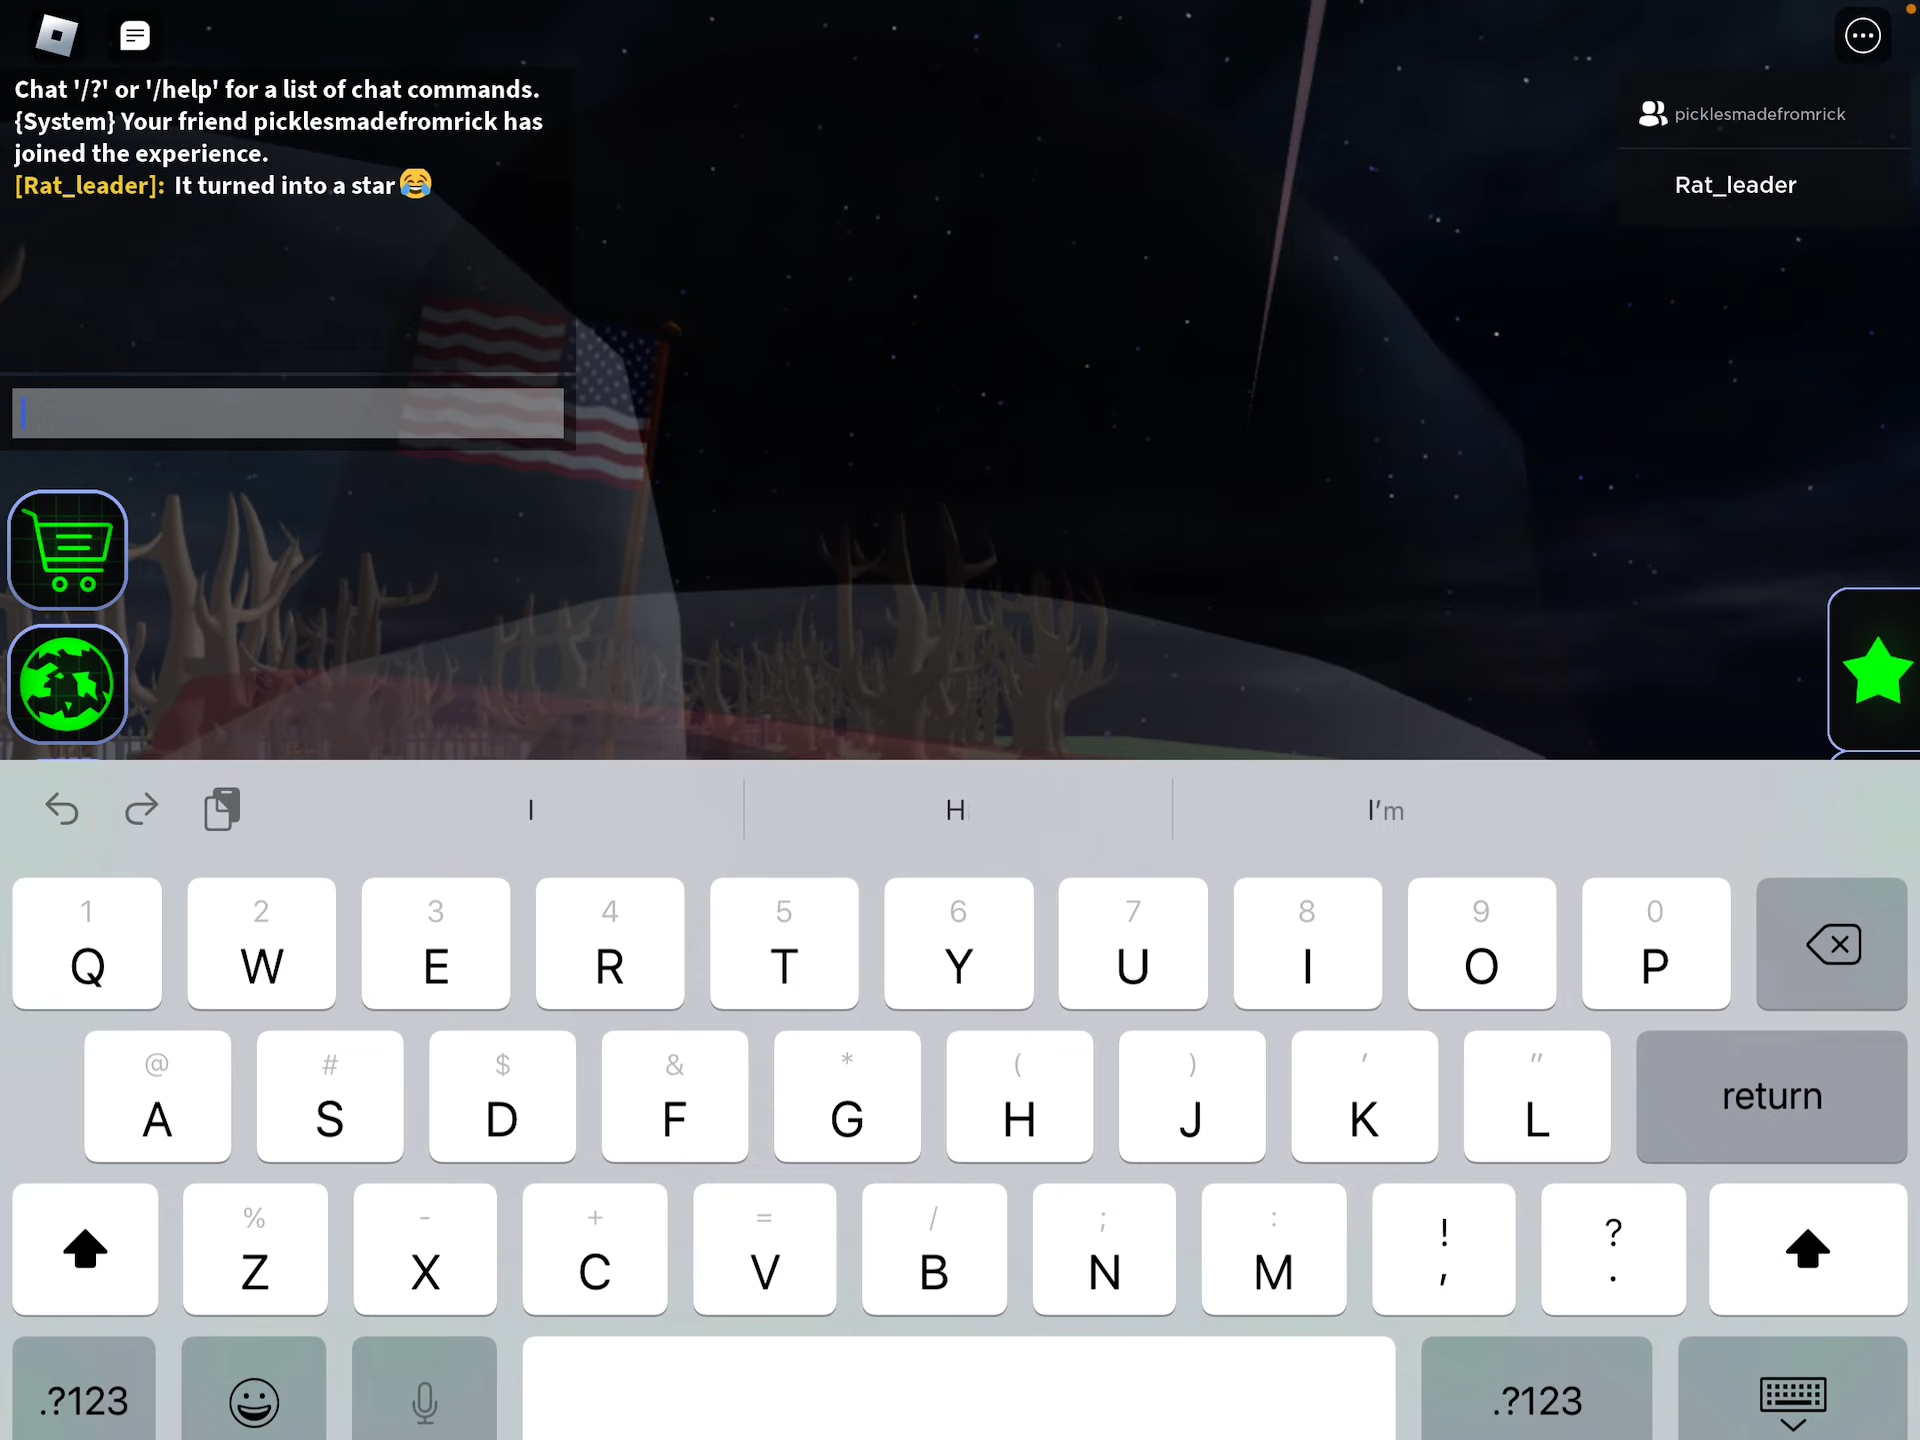 Chat '/?' or '/help' for a list of chat commands.
{System} Your friend picklesmadefromrick has
joined the experience.
[Rat_leader]: It turned into a star😂
picklesmadefromrick
Rat_leader
I
H
I'm
1 2 3 4 5 6 7 8 9 0
Q W E R T Y U I O P
@ # $ & * ( ) ' "
A S D F G H J K L return
% - + = / ; : ! ?
Z X C V B N M , .
.?123 .?123